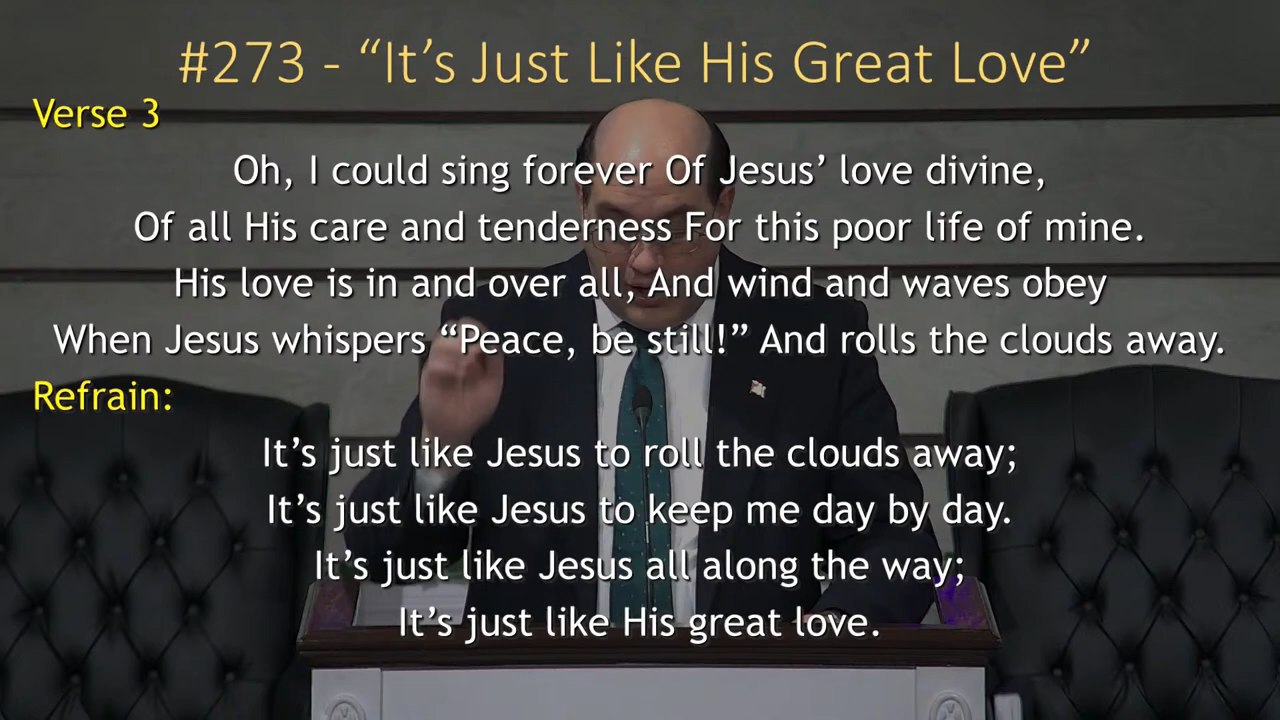 #273 - “It’s Just Like His Great Love”
Verse 3
Oh, I could sing forever Of Jesus’ love divine,
Of all His care and tenderness For this poor life of mine.
His love is in and over all, And wind and waves obey
When Jesus whispers “Peace, be still!” And rolls the clouds away.
Refrain:
It’s just like Jesus to roll the clouds away;
It’s just like Jesus to keep me day by day.
It’s just like Jesus all along the way;
It’s just like His great love.